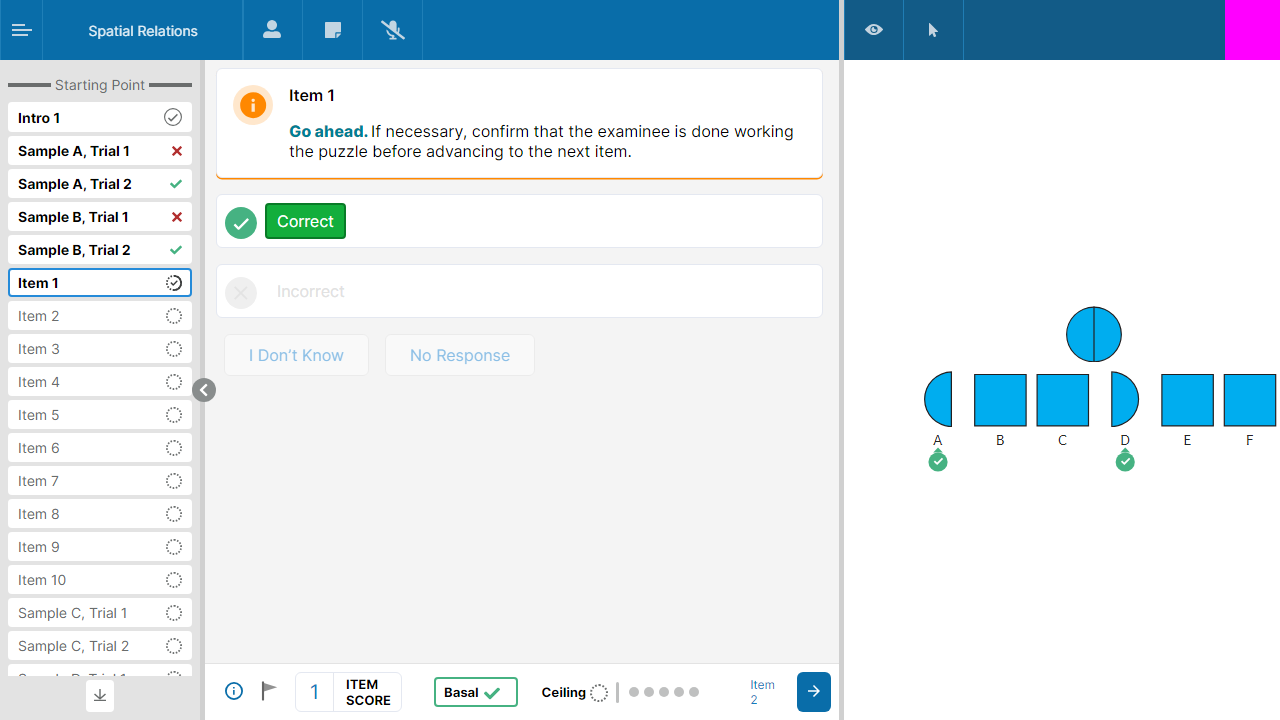 Spatial Relations
Starting Point
Intro 1
Sample A, Trial 1
Sample A, Trial 2
Sample B, Trial 1
Sample B, Trial 2
Item 1
Item 2
Item 3
Item 4
Item 5
Item 6
Item 7
Item 8
Item 9
Item 10
Sample C, Trial 1
Sample C, Trial 2
Item 1
Go ahead. If necessary, confirm that the examinee is done working
the puzzle before advancing to the next item.
Correct
Incorrect
I Don’t Know
No Response
1
ITEM
SCORE
Basal
Ceiling
Item
2
A B C D E F